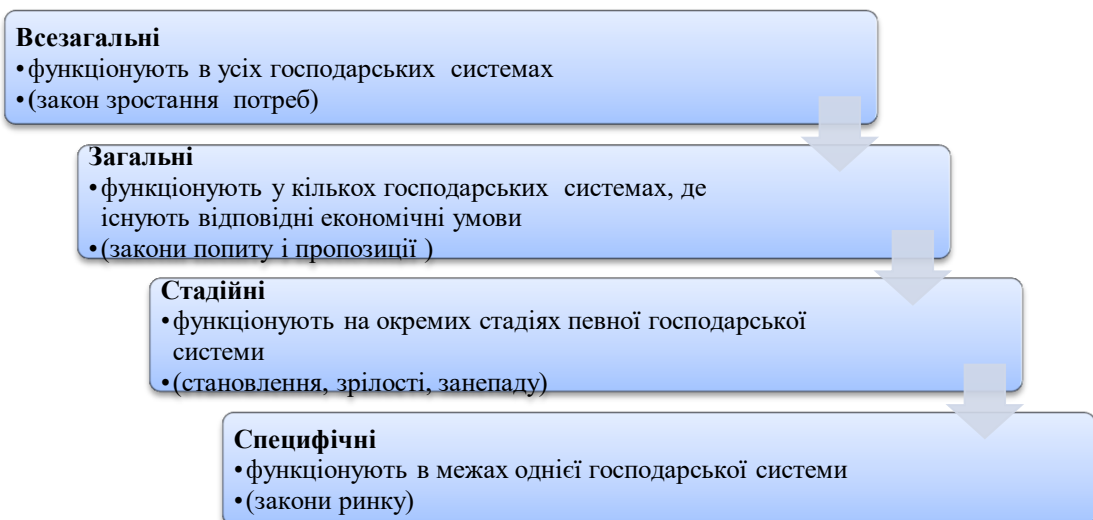 Всезагальні
•функціонують в усіх господарських системах
•(закон зростання потреб)
Загальні
•функціонують у кількох господарських системах, де
існують відповідні економічні умови
•(закони попиту і пропозиції )
Стадійні
•функціонують на окремих стадіях певної господарської
системи
•(становлення, зрілості, занепаду)
Специфічні
•функціонують в межах однієї господарської системи
•(закони ринку)